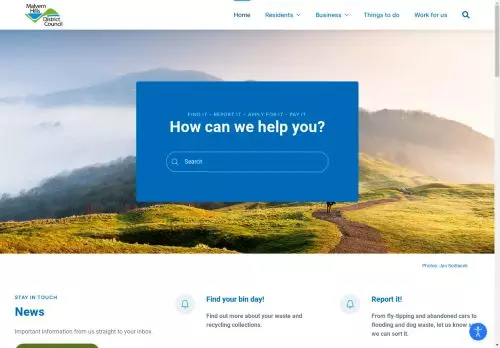 Malvern
Hills
District
Council
Home
Residents
Business
Things to do
Work for us
FIND IT - REPORT IT - APPLY FOR IT - PAY IT
How can we help you?
Search
Photos: Jan Sedlacek
STAY IN TOUCH
News
Important information from us straight to your inbox.
Find your bin day!
Find out more about your waste and
recycling collections.
Report it!
From fly-tipping and abandoned cars to
flooding and dog waste, let us know so
we can sort it.